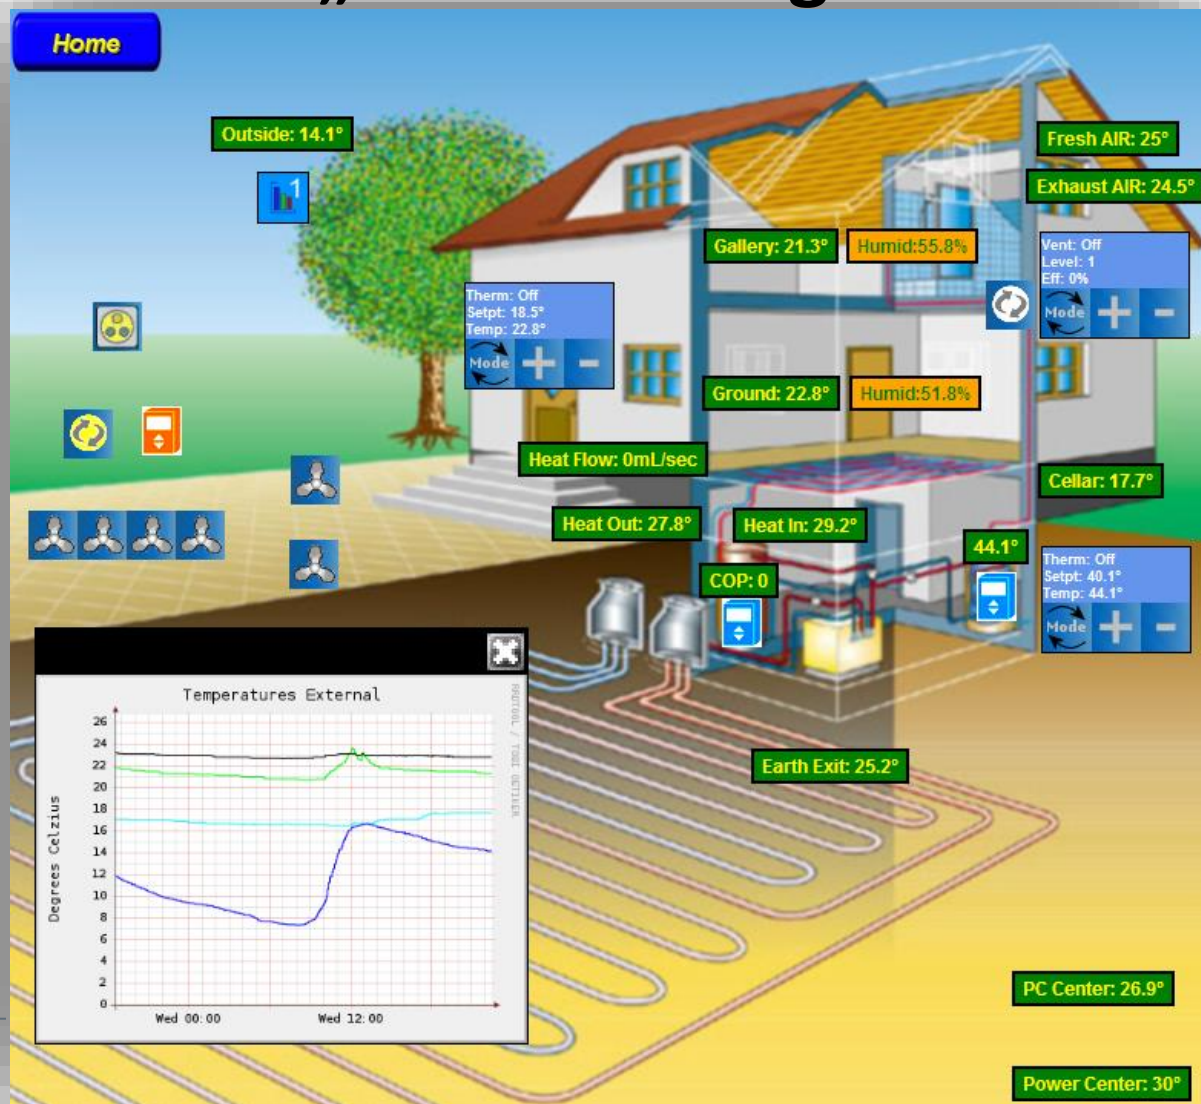 Home
Outside: 14.1°
1
Fresh AIR: 25°
Exhaust AIR: 24.5°
Gallery: 21.3°
Humid:55.8%
Vent: Off
Level: 1
Eff: 0%
Mode
Therm: Off
Setpt: 18.5°
Temp: 22.8°
Mode
Ground: 22.8°
Humid:51.8%
Heat Flow: 0mL/sec
Cellar: 17.7°
Heat Out: 27.8°
Heat In: 29.2°
44.1°
COP: 0
Therm: Off
Setpt: 40.1°
Temp: 44.1°
Mode
Temperatures External
RRDTOOL / TOBI OETIKER
Degrees Celzius
26
24
22
20
18
16
14
12
10
8
6
4
2
0
Wed 00:00
Wed 12:00
Earth Exit: 25.2°
PC Center: 26.9°
Power Center: 30°